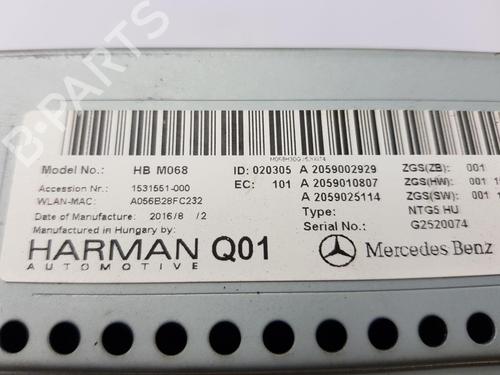 B-PARTS
Model No.: HB M068 ID: 020305 A 2059002929 ZGS(ZB): 001
Accession Nr.: 1531551-000 EC: 101 A 2059010807 ZGS(HW): 001
WLAN-MAC: A056B28FC232 A 2059025114 ZGS(SW): 001
Date of Manufacture: 2016/8 /2 Type: NTG5 HU
Manufactured in Hungary by: Serial No.: G2520074
HARMAN Q01 Mercedes Benz
AUTOMOTIVE